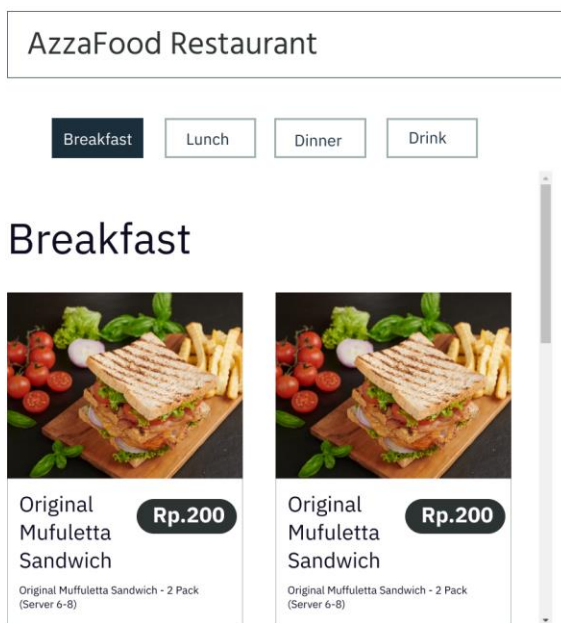 AzzaFood Restaurant
Breakfast
Lunch
Dinner
Drink
Breakfast
Original
Mufuletta
Sandwich
Rp.200
Original Muffuletta Sandwich - 2 Pack
(Server 6-8)
Original
Mufuletta
Sandwich
Rp.200
Original Muffuletta Sandwich - 2 Pack
(Server 6-8)